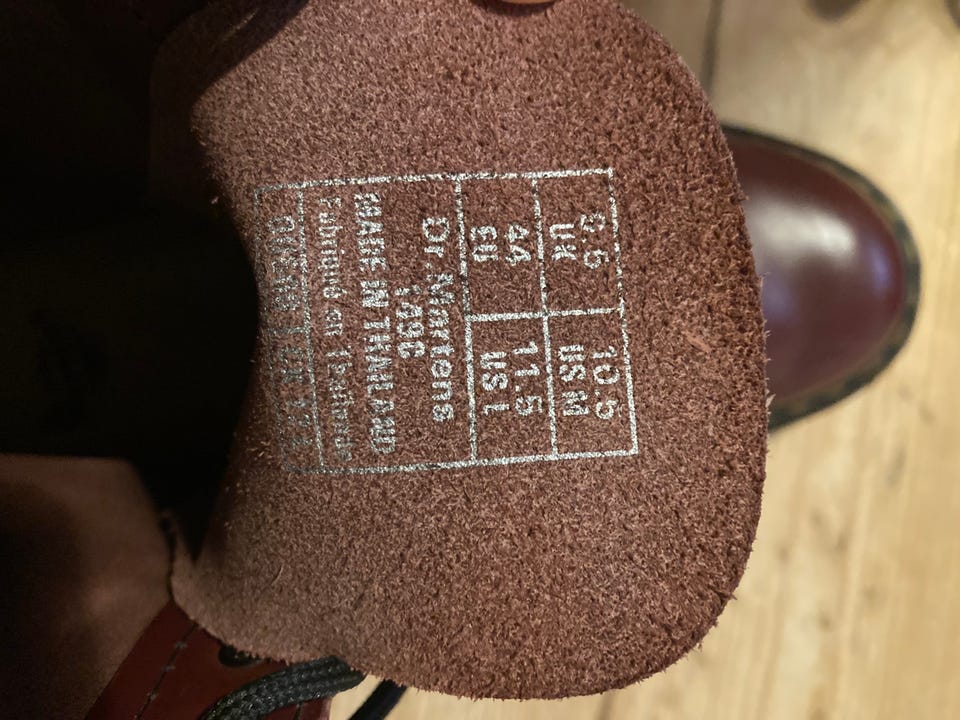 9.5 10.5
UK US M
44 11.5
EU US L
Dr.Martens
MADE IN THAILAND
Fabriqué en Thaïlande